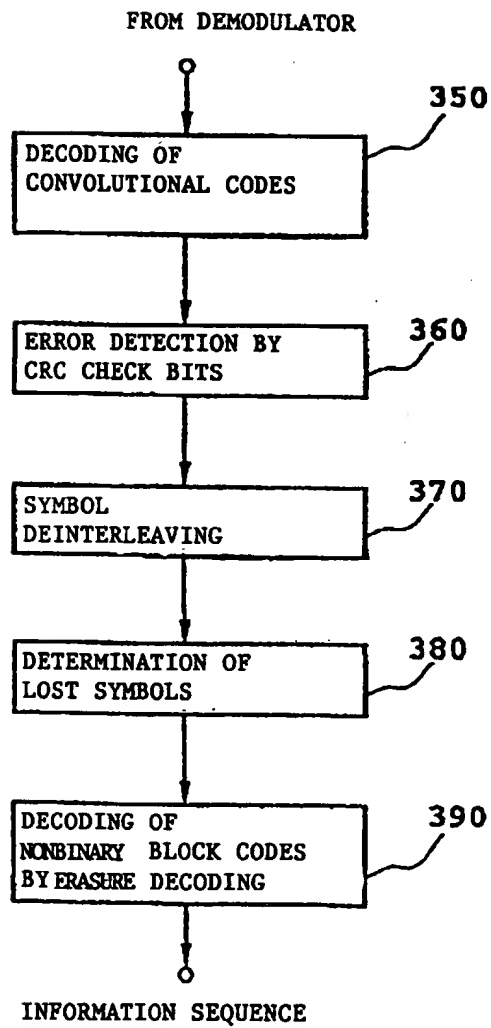 FROM DEMODULATOR
350
DECODING OF
CONVOLUTIONAL CODES
360
ERROR DETECTION BY
CRC CHECK BITS
370
SYMBOL
DEINTERLEAVING
380
DETERMINATION OF
LOST SYMBOLS
390
DECODING OF
NONBINARY BLOCK CODES
BY ERASURE DECODING
INFORMATION SEQUENCE